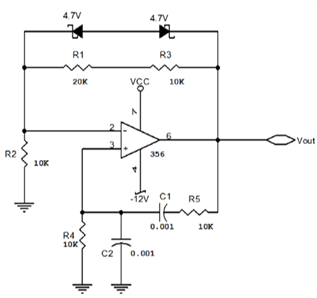 4.7V 4.7V
R1 R3
20K 10K
VCC
7
2
-
6
3
+
356
Vout
R2
10K
4
-12V
C1 R5
0.001 10K
R4
10K
C2
0.001